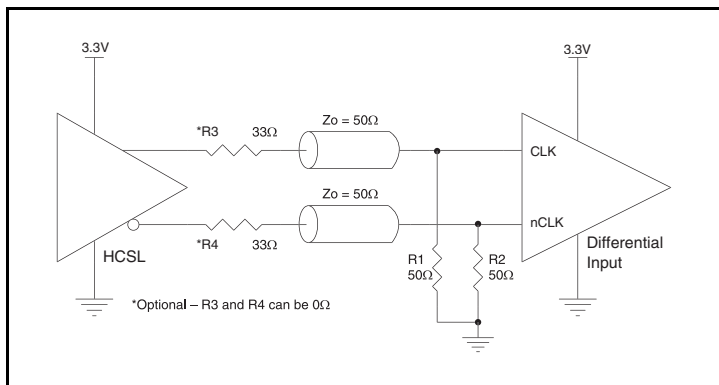 3.3V
3.3V
*R3
33Ω
Zo = 50Ω
CLK
Zo = 50Ω
nCLK
*R4
33Ω
HCSL
R1
50Ω
R2
50Ω
Differential
Input
*Optional – R3 and R4 can be 0Ω